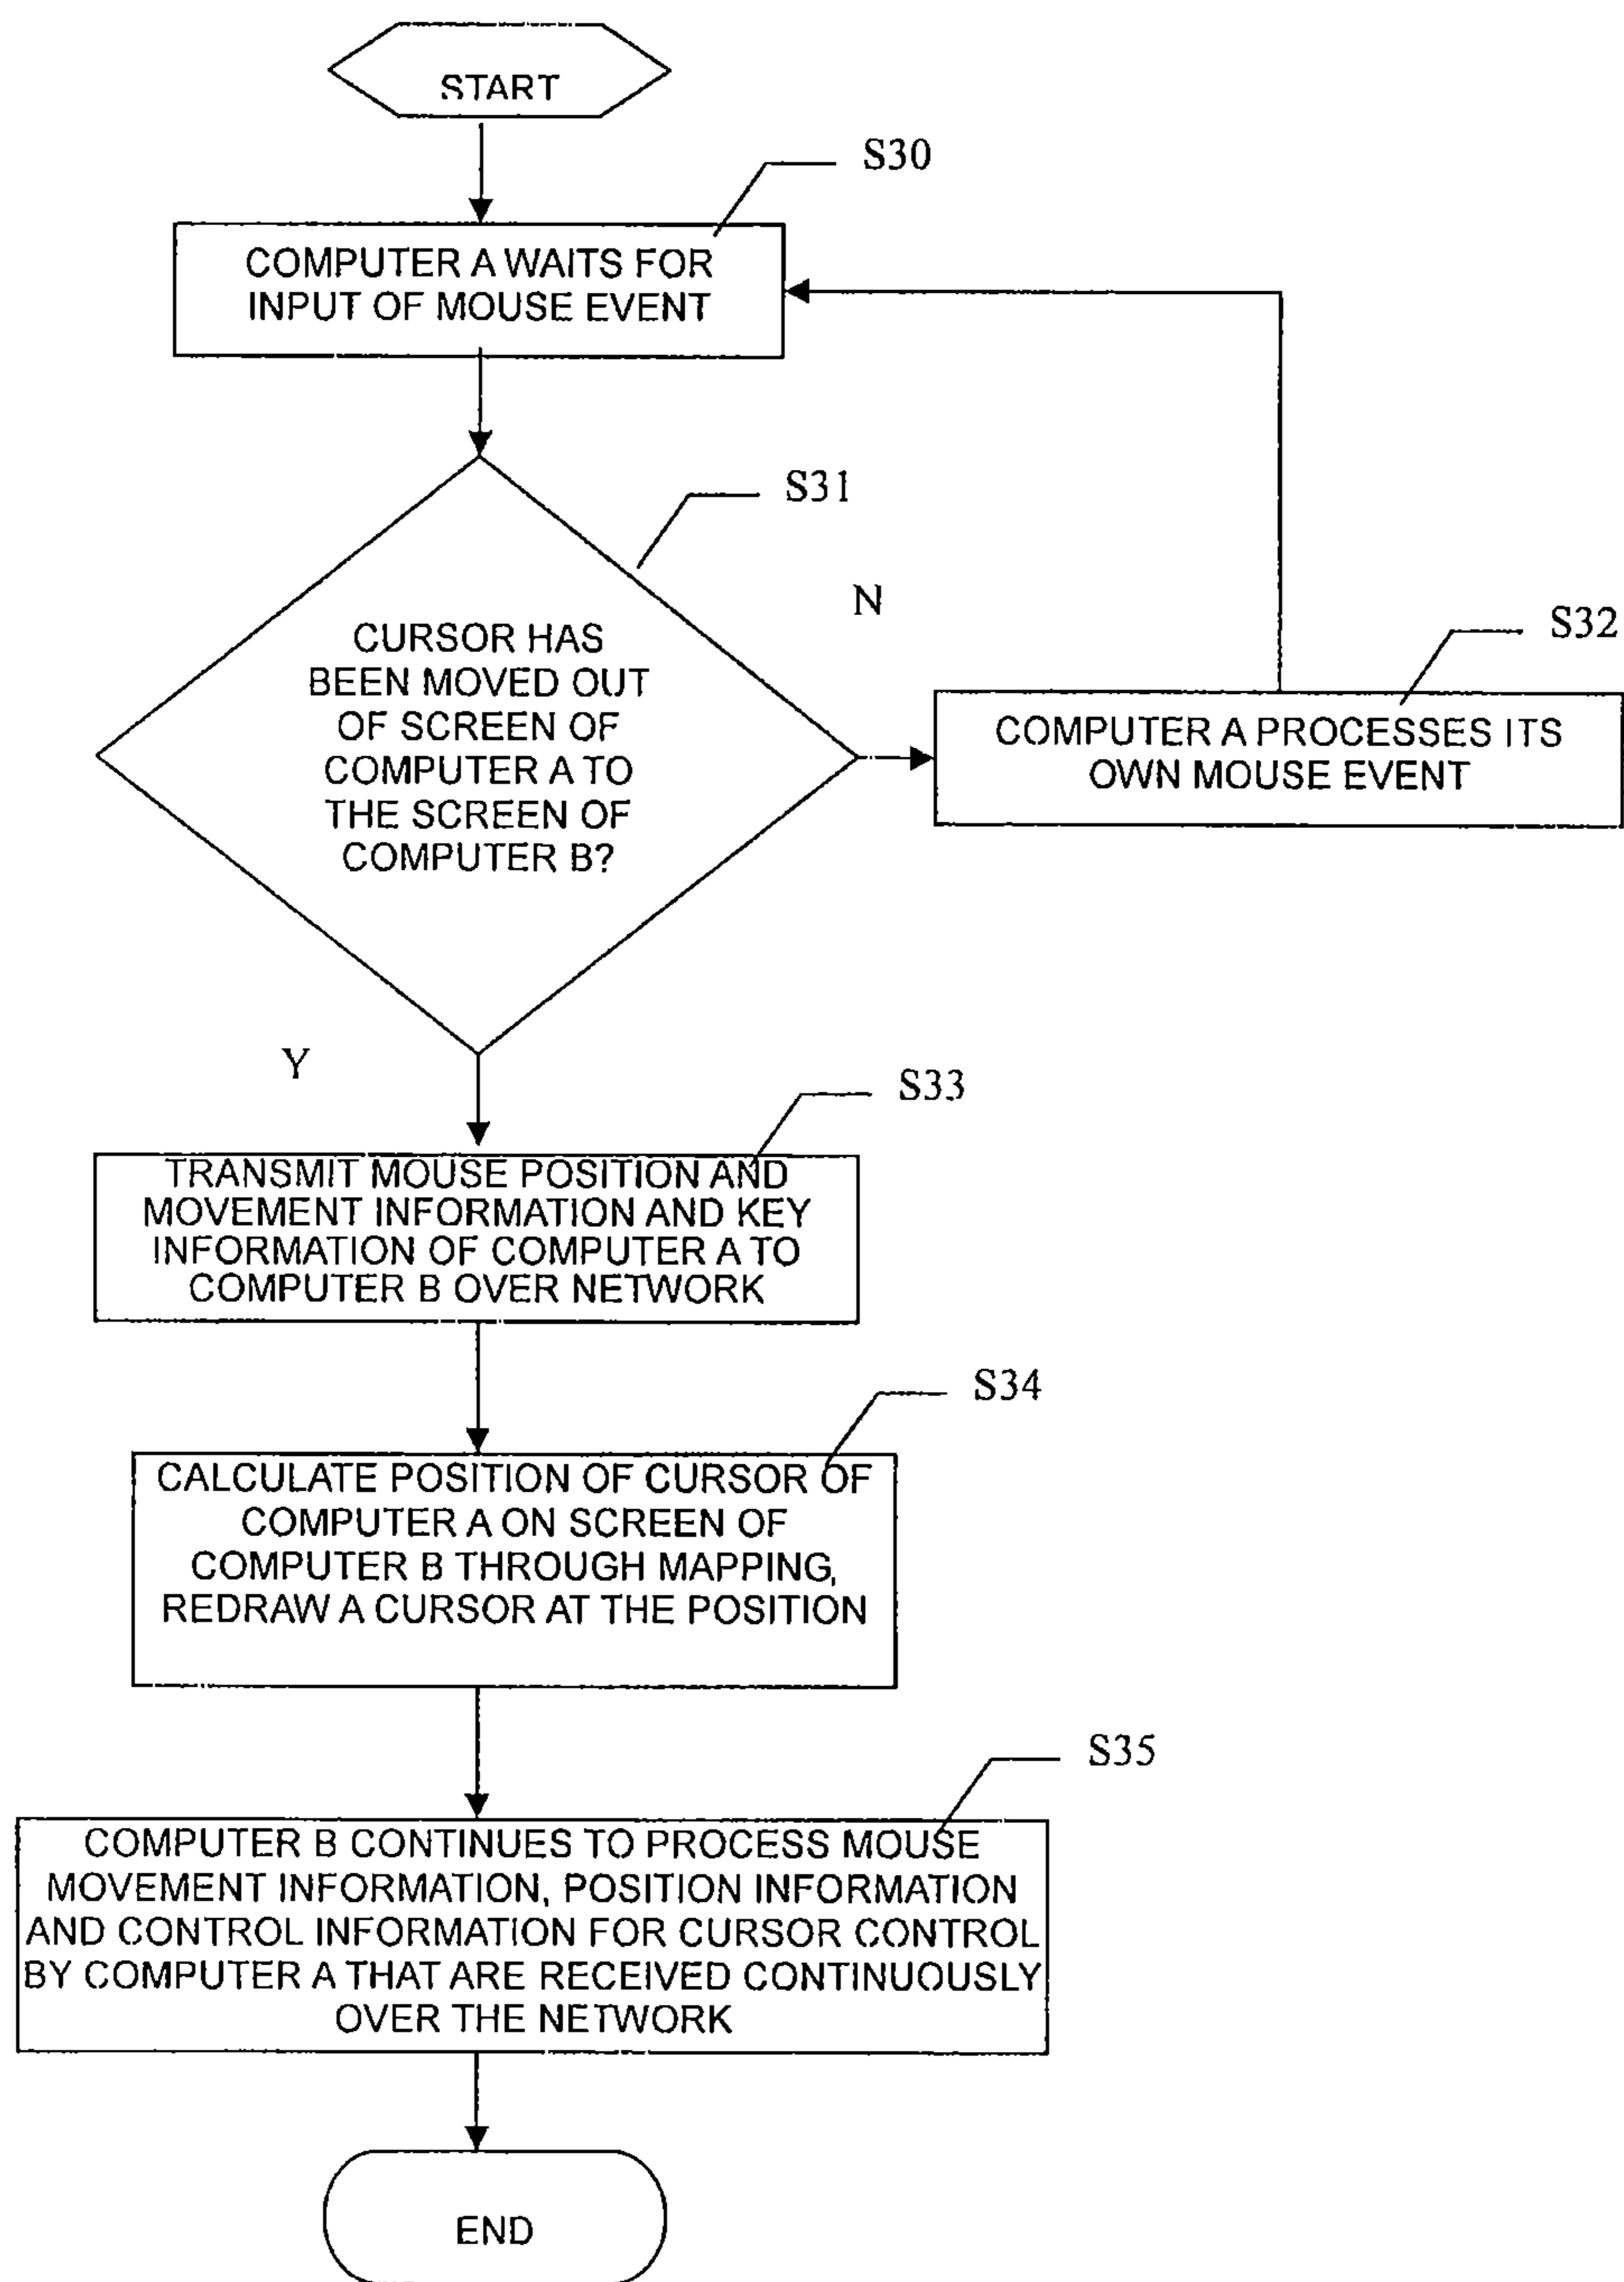 START
S30
COMPUTER A WAITS FOR
INPUT OF MOUSE EVENT
S31
N
CURSOR HAS
BEEN MOVED OUT
OF SCREEN OF
COMPUTER A TO
THE SCREEN OF
COMPUTER B?
S32
COMPUTER A PROCESSES ITS
OWN MOUSE EVENT
Y
S33
TRANSMIT MOUSE POSITION AND
MOVEMENT INFORMATION AND KEY
INFORMATION OF COMPUTER A TO
COMPUTER B OVER NETWORK
S34
CALCULATE POSITION OF CURSOR OF
COMPUTER A ON SCREEN OF
COMPUTER B THROUGH MAPPING,
REDRAW A CURSOR AT THE POSITION
S35
COMPUTER B CONTINUES TO PROCESS MOUSE
MOVEMENT INFORMATION, POSITION INFORMATION
AND CONTROL INFORMATION FOR CURSOR CONTROL
BY COMPUTER A THAT ARE RECEIVED CONTINUOUSLY
OVER THE NETWORK
END